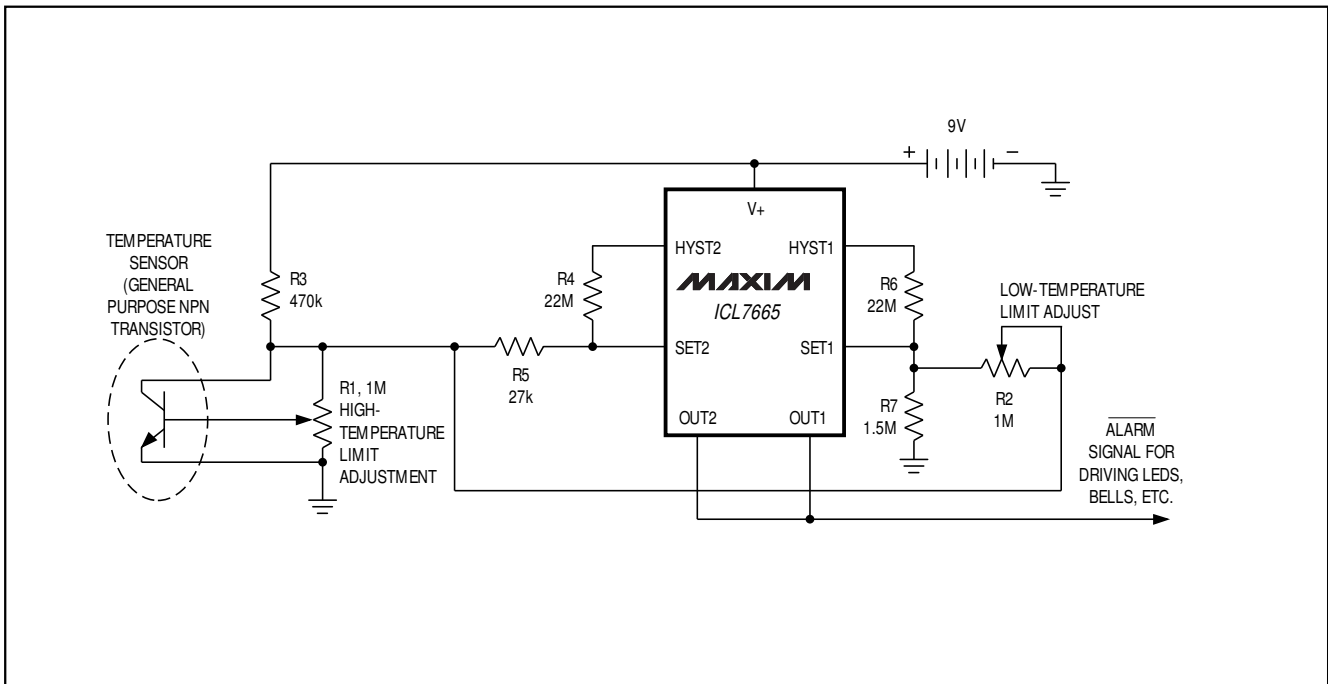 9V
+
−
V+
TEMPERATURE
SENSOR
(GENERAL
PURPOSE NPN
TRANSISTOR)
R3
470k
R4
22M
HYST2
HYST1
MAXIM
ICL7665
R6
22M
LOW-TEMPERATURE
LIMIT ADJUST
SET2
SET1
R5
27k
R1, 1M
HIGH-
TEMPERATURE
LIMIT
ADJUSTMENT
R7
1.5M
R2
1M
OUT2
OUT1
ALARM
SIGNAL FOR
DRIVING LEDS,
BELLS, ETC.